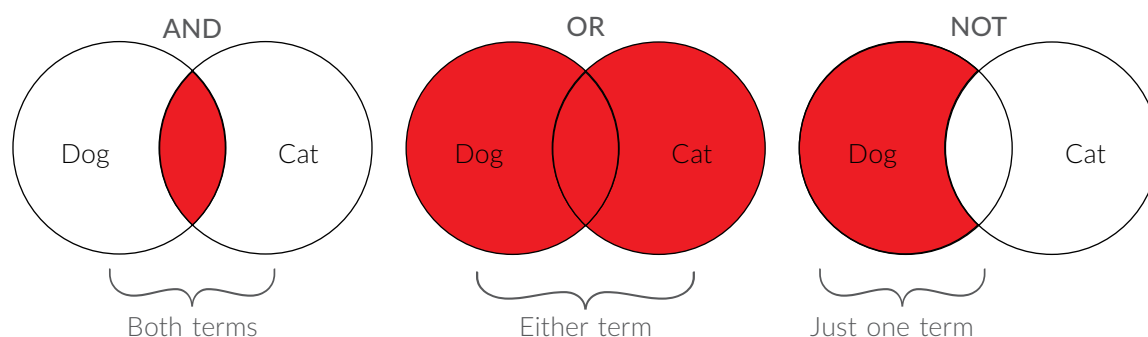 AND
Dog
Cat
Both terms
OR
Dog
Cat
Either term
NOT
Dog
Cat
Just one term